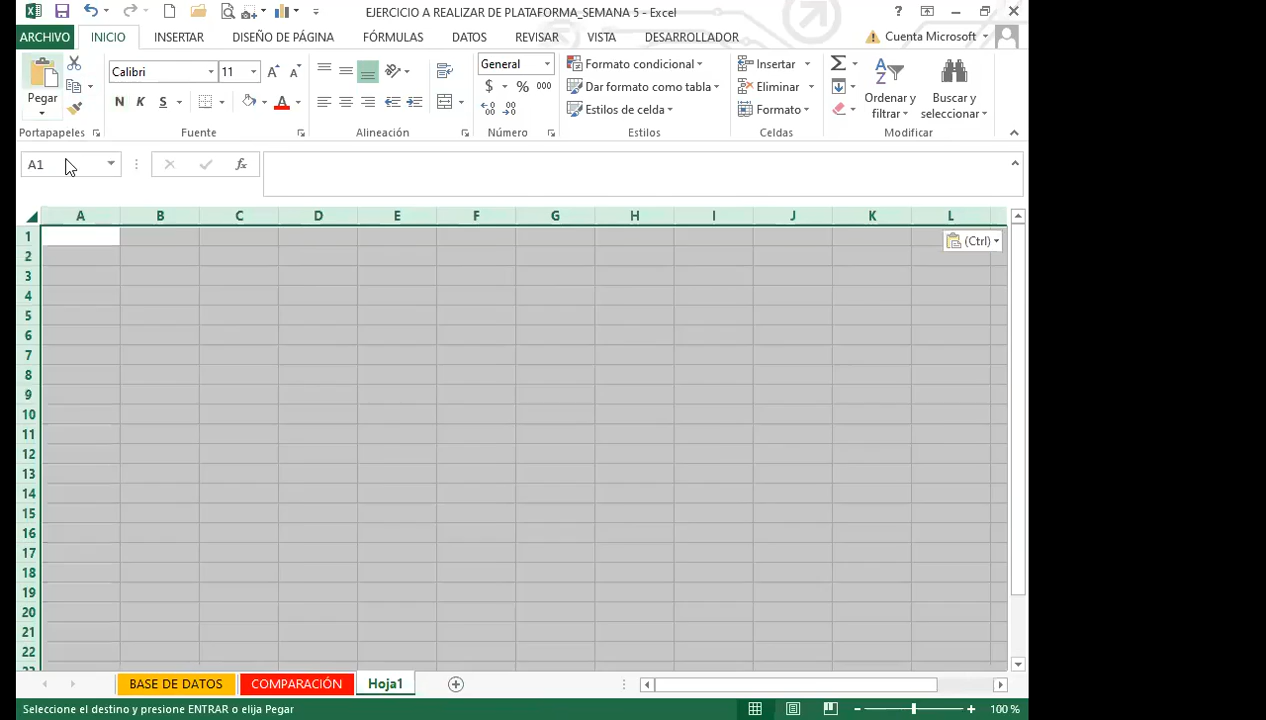 EJERCICIO A REALIZAR DE PLATAFORMA_SEMANA 5 - Excel
ARCHIVO INICIO INSERTAR DISEÑO DE PÁGINA FÓRMULAS DATOS REVISAR VISTA DESARROLLADOR Cuenta Microsoft
Calibri 11 General Formato condicional Insertar
Dar formato como tabla Eliminar
Pegar N K S $ % 000 Estilos de celda Formato Ordenar y filtrar Buscar y seleccionar
Portapapeles Fuente Alineación Número Estilos Celdas Modificar
A1 fx
A B C D E F G H I J K L
1 (Ctrl)
2
3
4
5
6
7
8
9
10
11
12
13
14
15
16
17
18
19
20
21
22
23
BASE DE DATOS COMPARACIÓN Hoja1
Seleccione el destino y presione ENTRAR o elija Pegar 100 %